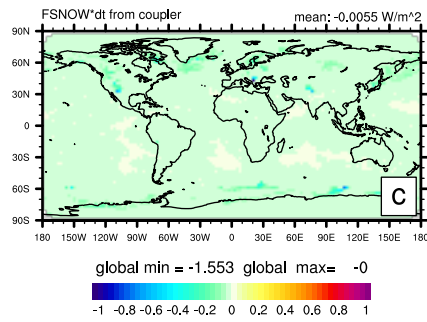 FSNOW*dt from coupler mean: -0.0055 W/m^2
90N
60N
30N
0
30S
60S
90S
C
180 150W 120W 90W 60W 30W 0 30E 60E 90E 120E 150E 180
global min = -1.553 global max= -0
-1 -0.8 -0.6 -0.4 -0.2 0 0.2 0.4 0.6 0.8 1